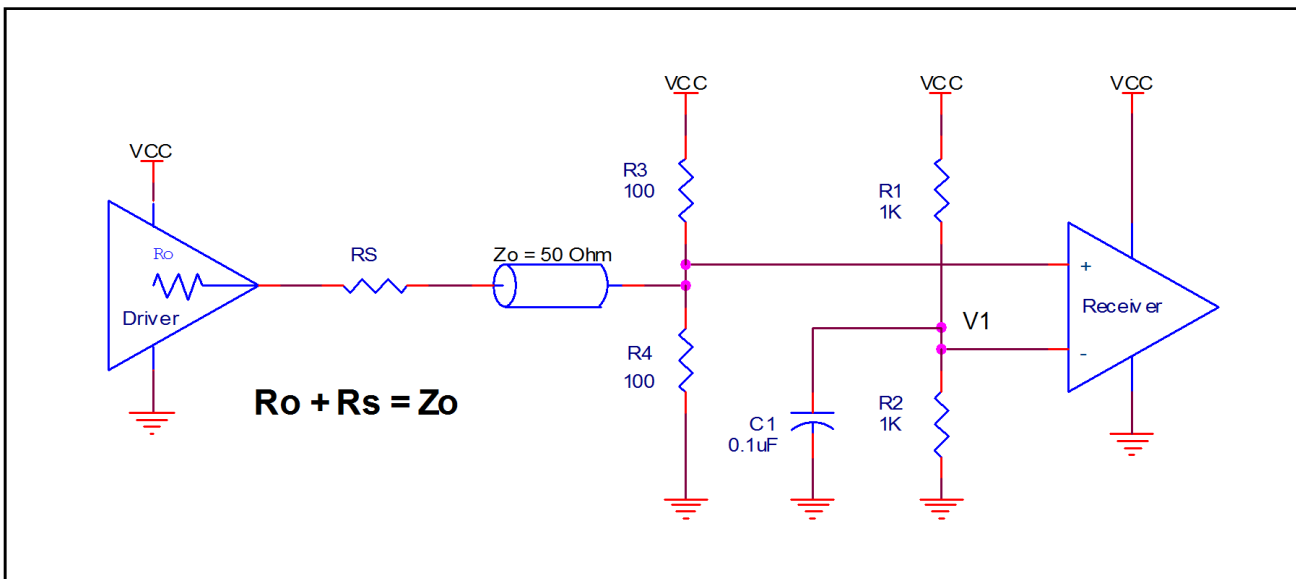 VCC
VCC
VCC
VCC
R3
100
R1
1K
Ro
RS
Zo = 50 Ohm
+
Driver
Receiver
V1
R4
100
-
Ro + Rs = Zo
C1
0.1uF
R2
1K